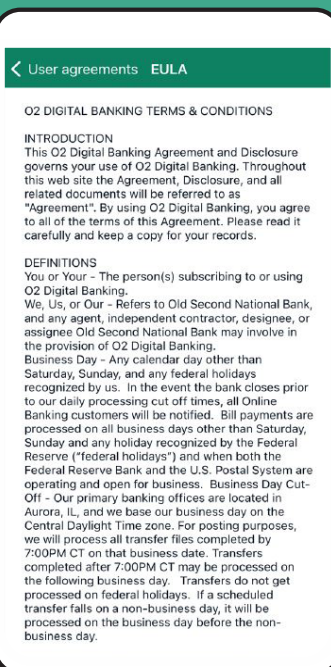 User agreements EULA
O2 DIGITAL BANKING TERMS & CONDITIONS
INTRODUCTION
This O2 Digital Banking Agreement and Disclosure
governs your use of O2 Digital Banking. Throughout
this web site the Agreement, Disclosure, and all
related documents will be referred to as
"Agreement". By using O2 Digital Banking, you agree
to all of the terms of this Agreement. Please read it
carefully and keep a copy for your records.
DEFINITIONS
You or Your - The person(s) subscribing to or using
O2 Digital Banking.
We, Us, or Our - Refers to Old Second National Bank,
and any agent, independent contractor, designee, or
assignee Old Second National Bank may involve in
the provision of O2 Digital Banking.
Business Day - Any calendar day other than
Saturday, Sunday, and any federal holidays
recognized by us. In the event the bank closes prior
to our daily processing cut off times, all Online
Banking customers will be notified. Bill payments are
processed on all business days other than Saturday,
Sunday and any holiday recognized by the Federal
Reserve ("federal holidays") and when both the
Federal Reserve Bank and the U.S. Postal System are
operating and open for business. Business Day Cut-
Off - Our primary banking offices are located in
Aurora, IL, and we base our business day on the
Central Daylight Time zone. For posting purposes,
we will process all transfer files completed by
7:00PM CT on that business date. Transfers
completed after 7:00PM CT may be processed on
the following business day. Transfers do not get
processed on federal holidays. If a scheduled
transfer falls on a non-business day, it will be
processed on the business day before the non-
business day.